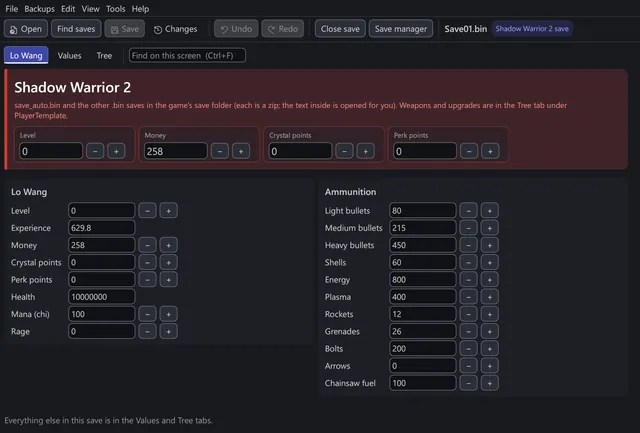 File Backups Edit View Tools Help
Open Find saves Save Changes Undo Redo Close save Save manager Save01.bin Shadow Warrior 2 save
Lo Wang Values Tree Find on this screen (Ctrl+F)
Shadow Warrior 2
save_auto.bin and the other .bin saves in the game's save folder (each is a zip; the text inside is opened for you). Weapons and upgrades are in the Tree tab under
PlayerTemplate.
Level Money Crystal points Perk points
0 − + 258 − + 0 − + 0 − +
Lo Wang
Level 0 − +
Experience 629.8
Money 258 − +
Crystal points 0 − +
Perk points 0 − +
Health 10000000
Mana (chi) 100 − +
Rage 0 − +
Ammunition
Light bullets 80 − +
Medium bullets 215 − +
Heavy bullets 450 − +
Shells 60 − +
Energy 800 − +
Plasma 400 − +
Rockets 12 − +
Grenades 26 − +
Bolts 200 − +
Arrows 0 − +
Chainsaw fuel 100 − +
Everything else in this save is in the Values and Tree tabs.